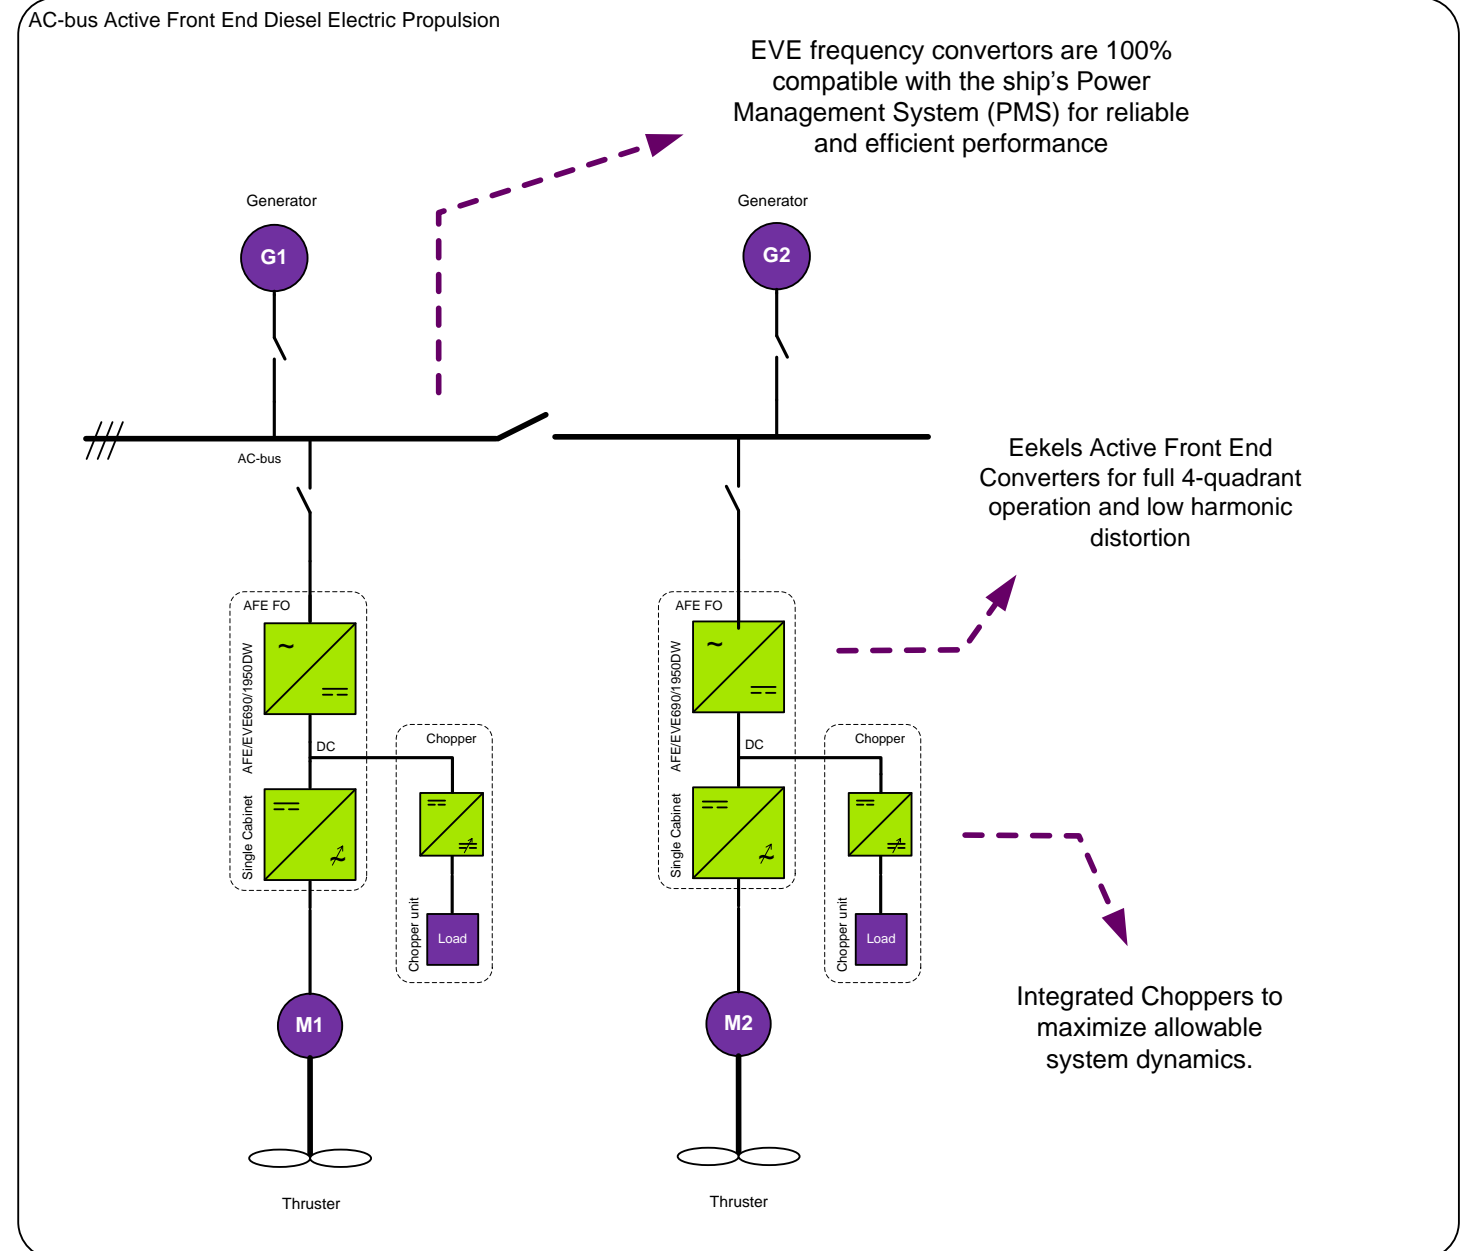 AC-bus Active Front End Diesel Electric Propulsion
EVE frequency convertors are 100%
compatible with the ship's Power
Management System (PMS) for reliable
and efficient performance
Generator
Generator
G1
G2
AC-bus
Eekels Active Front End
Converters for full 4-quadrant
operation and low harmonic
distortion
AFE FO
AFE/EVE690/1950DW
Single Cabinet
DC
Chopper
Chopper unit
Load
AFE FO
AFE/EVE690/1950DW
Single Cabinet
DC
Chopper
Chopper unit
Load
Integrated Choppers to
maximize allowable
system dynamics.
M1
M2
Thruster
Thruster